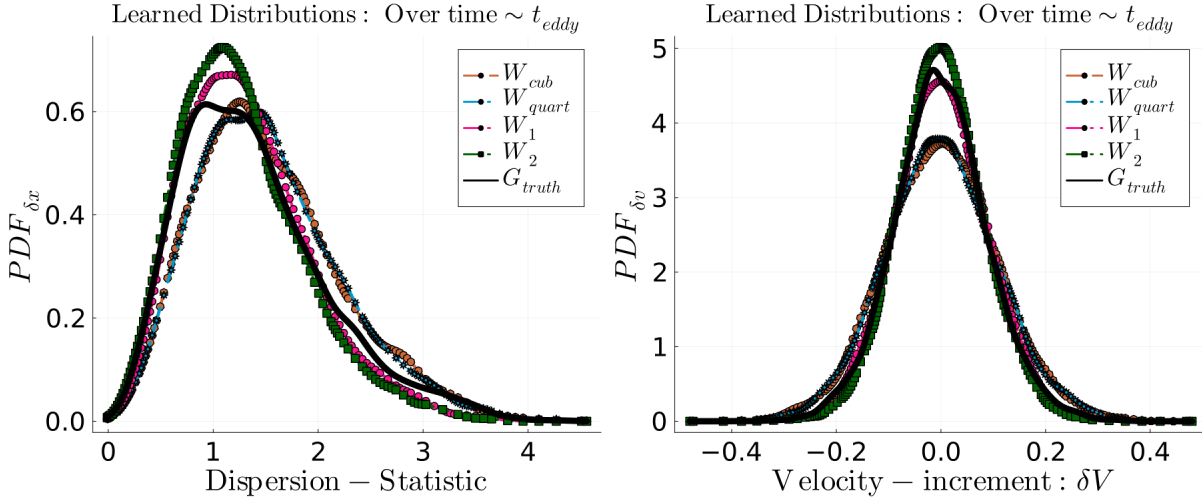 Learned Distributions : Over time ∼ t_eddy
PDF_δx
0.6
0.4
0.2
0.0
0 1 2 3 4
Dispersion − Statistic
W_cub
W_quart
W_1
W_2
G_truth
Learned Distributions : Over time ∼ t_eddy
PDF_δv
5
4
3
2
1
0
−0.4 −0.2 0.0 0.2 0.4
Velocity − increment : δV
W_cub
W_quart
W_1
W_2
G_truth